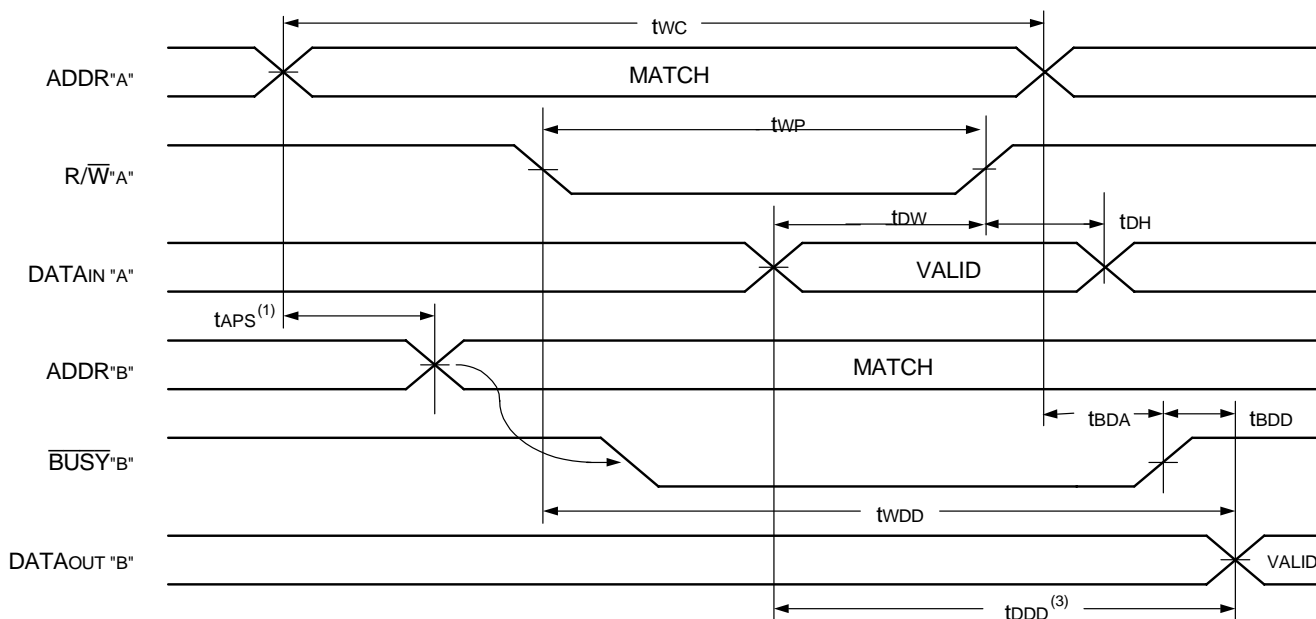 tWC
ADDR"A" MATCH
tWP
R/W̅"A"
tDW tDH
DATAIN "A" VALID
tAPS(1)
ADDR"B" MATCH
tBDA tBDD
B̅U̅S̅Y̅"B"
tWDD
DATAOUT "B" VALID
tDDD(3)